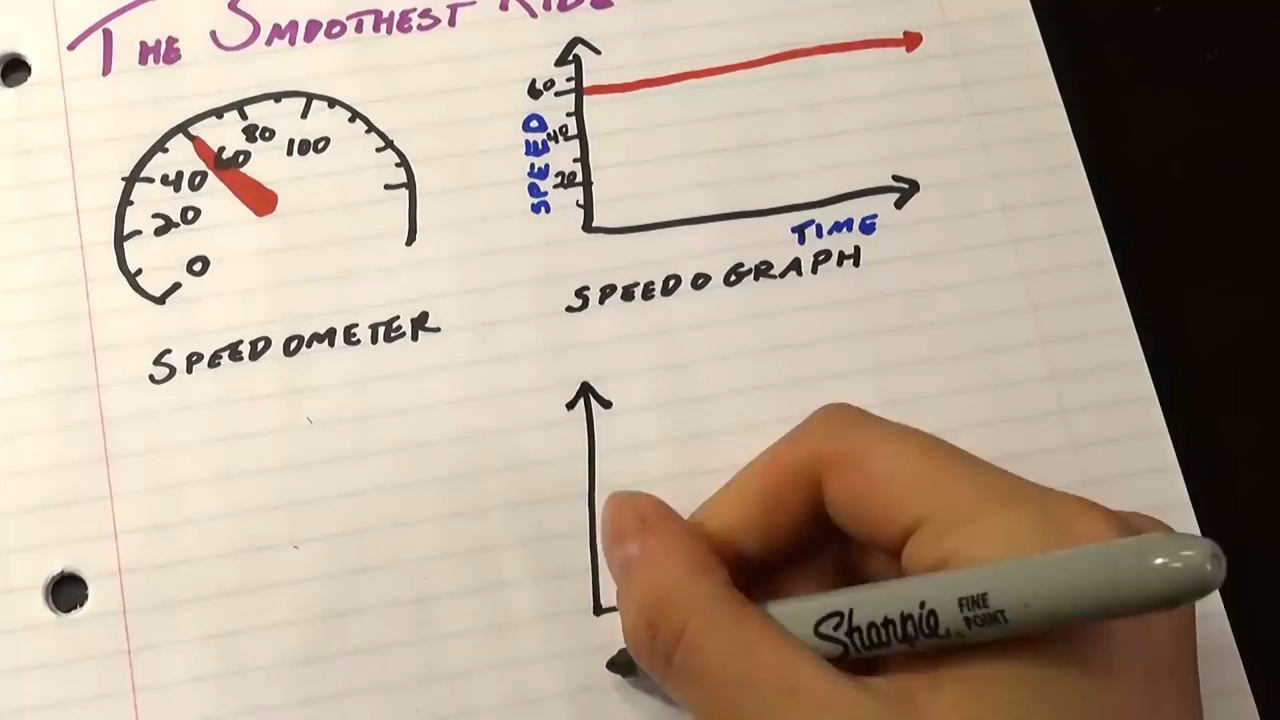 THE SMOOTHEST RIDE
0
20
40
60
80
100
SPEEDOMETER
60
40
20
SPEED
TIME
SPEEDOGRAPH
Sharpie
FINE
POINT